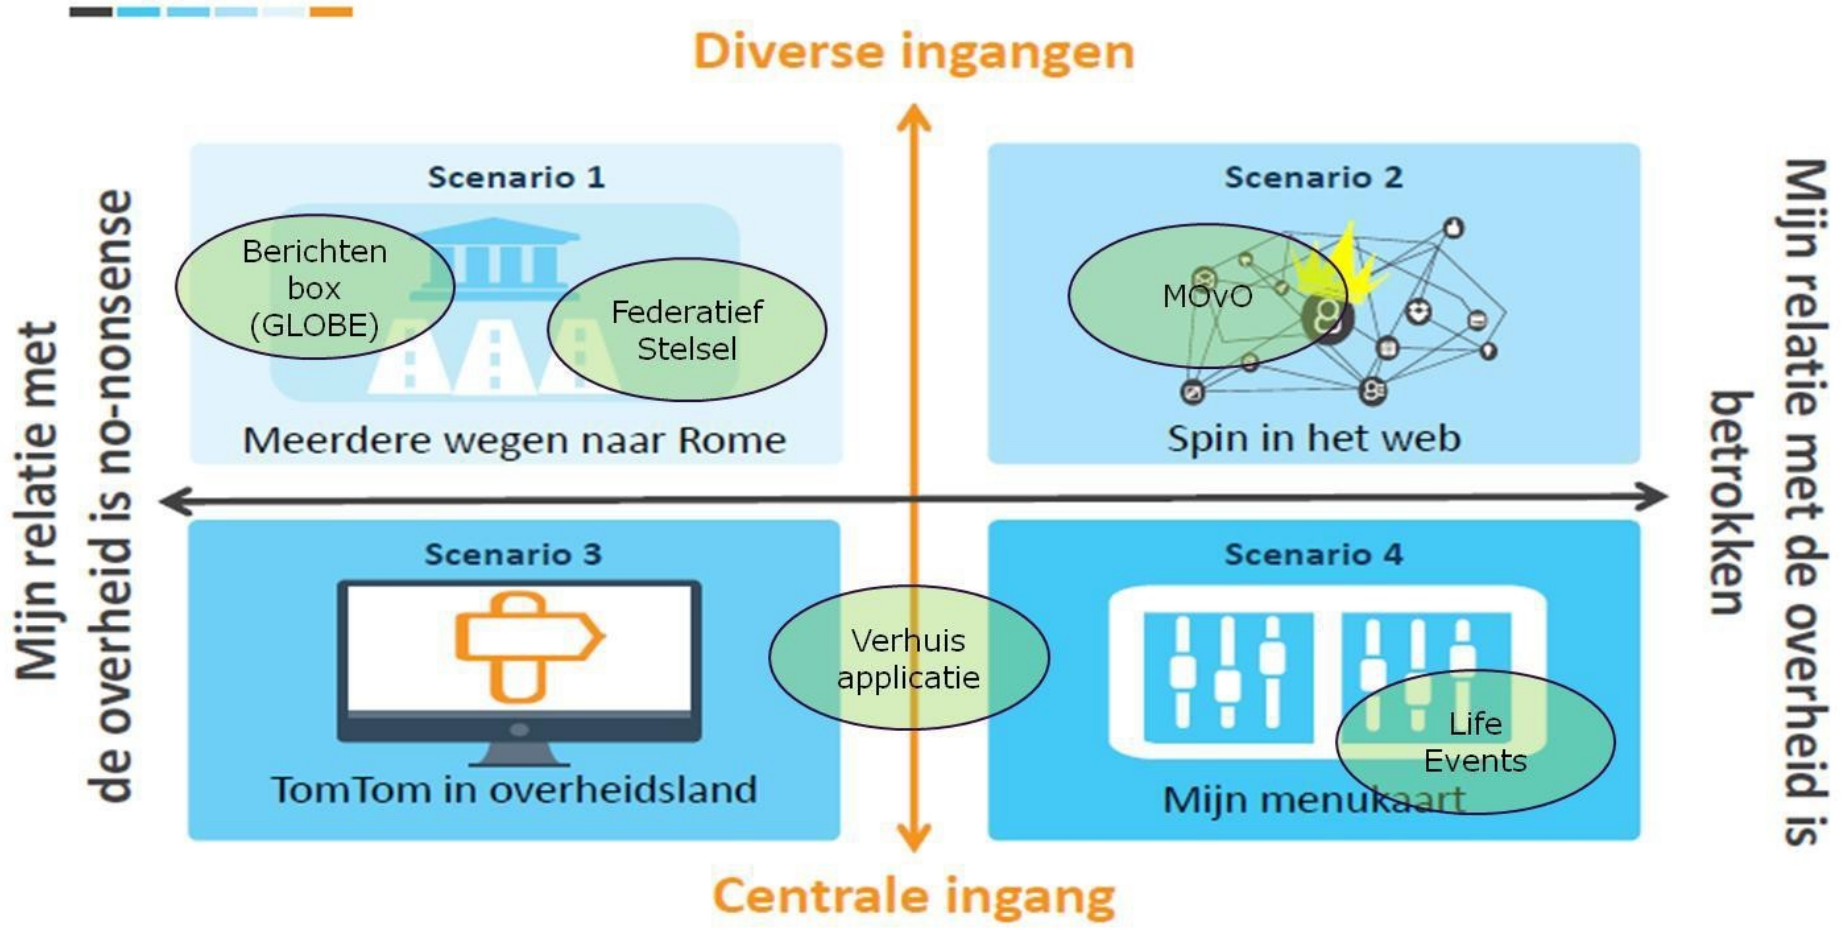 Diverse ingangen
Mijn relatie met
de overheid is no-nonsense
Scenario 1
Berichten
box
(GLOBE)
Federatief
Stelsel
Meerdere wegen naar Rome
Scenario 2
MOvO
Spin in het web
Mijn relatie met de overheid is
betrokken
Scenario 3
TomTom in overheidsland
Verhuis
applicatie
Scenario 4
Life
Events
Mijn menukaart
Centrale ingang